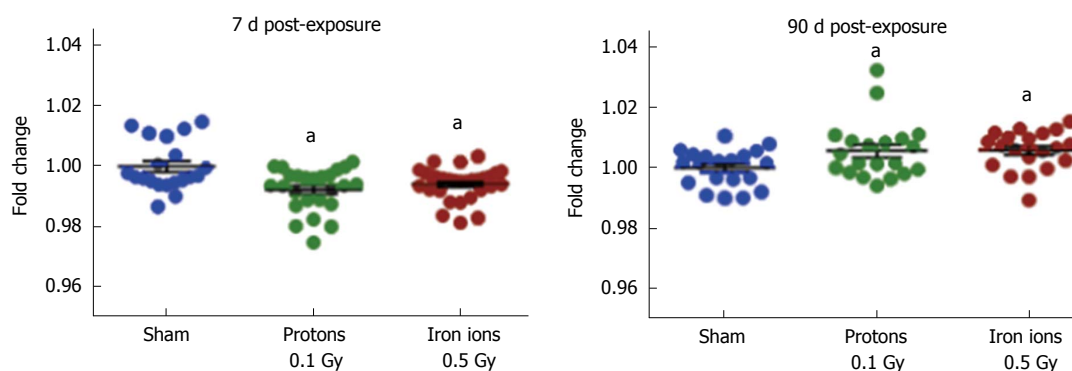 7 d post-exposure
1.04
1.02
1.00
0.98
0.96
Fold change
a
a
Sham
Protons
0.1 Gy
Iron ions
0.5 Gy
90 d post-exposure
1.04
1.02
1.00
0.98
0.96
Fold change
a
a
Sham
Protons
0.1 Gy
Iron ions
0.5 Gy